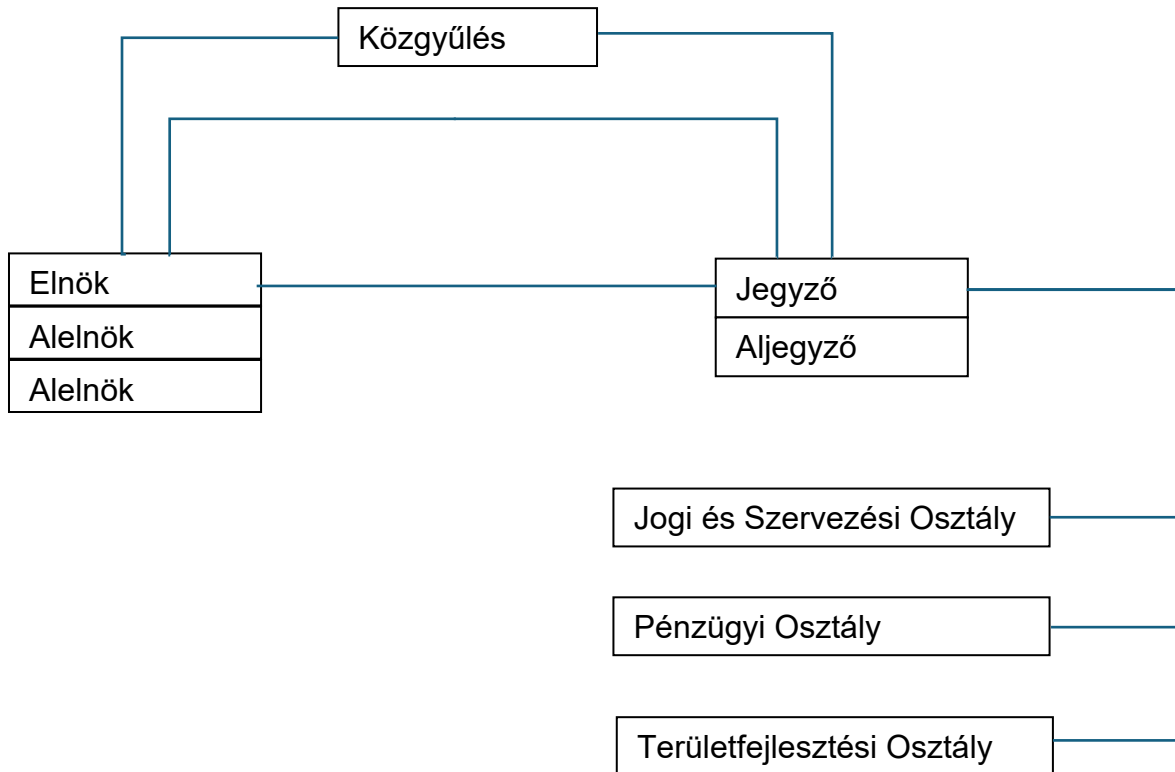 Közgyűlés
Elnök
Alelnök
Alelnök
Jegyző
Aljegyző
Jogi és Szervezési Osztály
Pénzügyi Osztály
Területfejlesztési Osztály